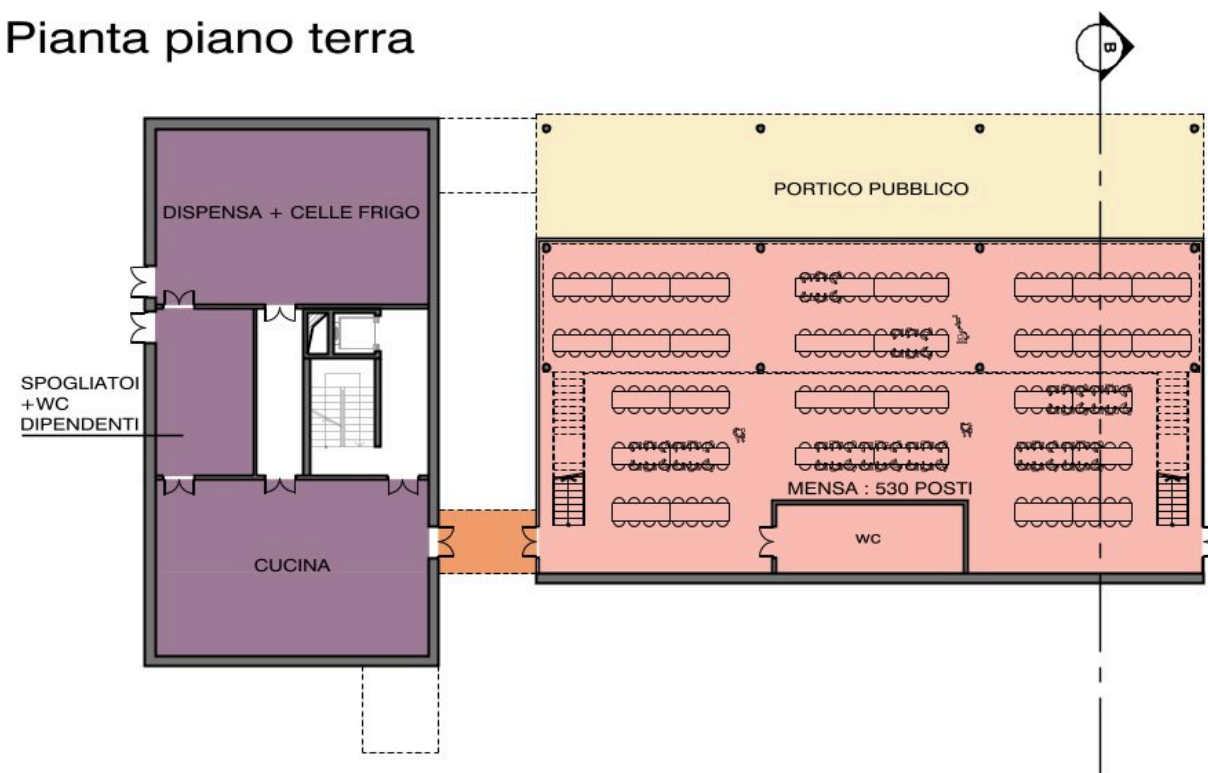 Pianta piano terra
B
PORTICO PUBBLICO
DISPENSA + CELLE FRIGO
SPOGLIATOI
+WC
DIPENDENTI
MENSA : 530 POSTI
WC
CUCINA